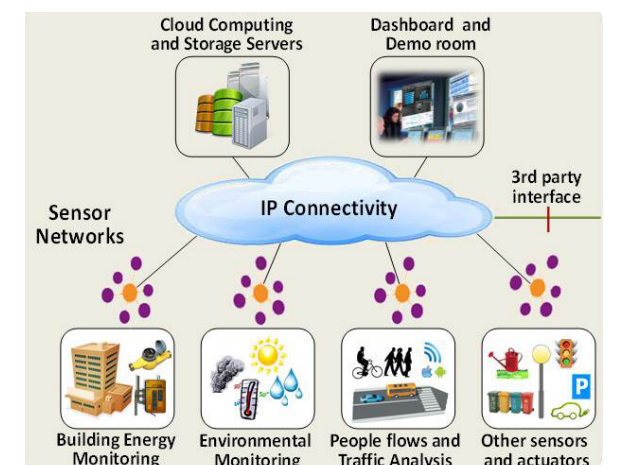 Cloud Computing
and Storage Servers
Dashboard and
Demo room
IP Connectivity
3rd party
interface
Sensor
Networks
P
Building Energy
Monitoring
Environmental
Monitoring
People flows and
Traffic Analysis
Other sensors
and actuators